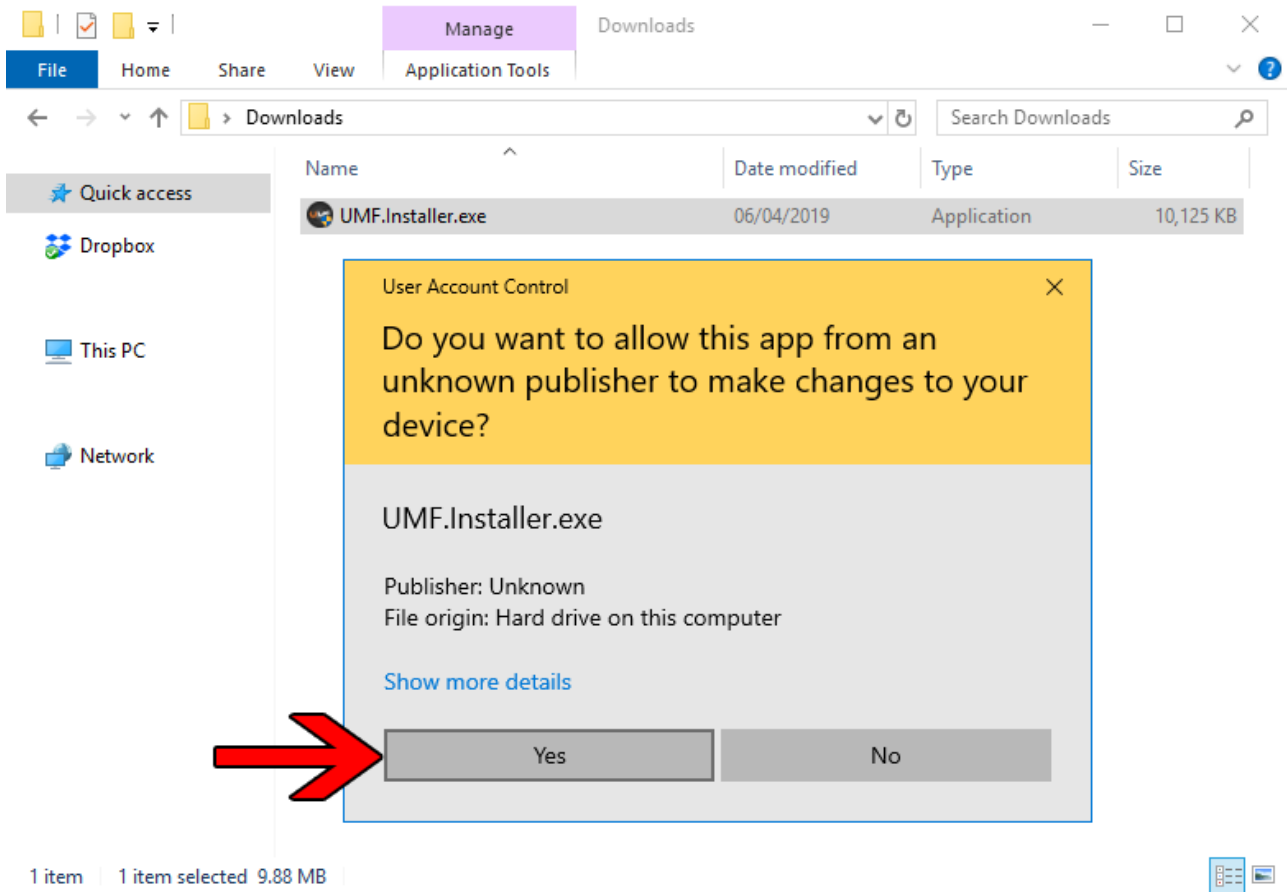 Manage Downloads
File Home Share View Application Tools ?
Downloads Search Downloads
Name Date modified Type Size
Quick access
UMF.Installer.exe 06/04/2019 Application 10,125 KB
Dropbox
This PC
Network
User Account Control
Do you want to allow this app from an
unknown publisher to make changes to your
device?
UMF.Installer.exe
Publisher: Unknown
File origin: Hard drive on this computer
Show more details
Yes No
1 item 1 item selected 9.88 MB